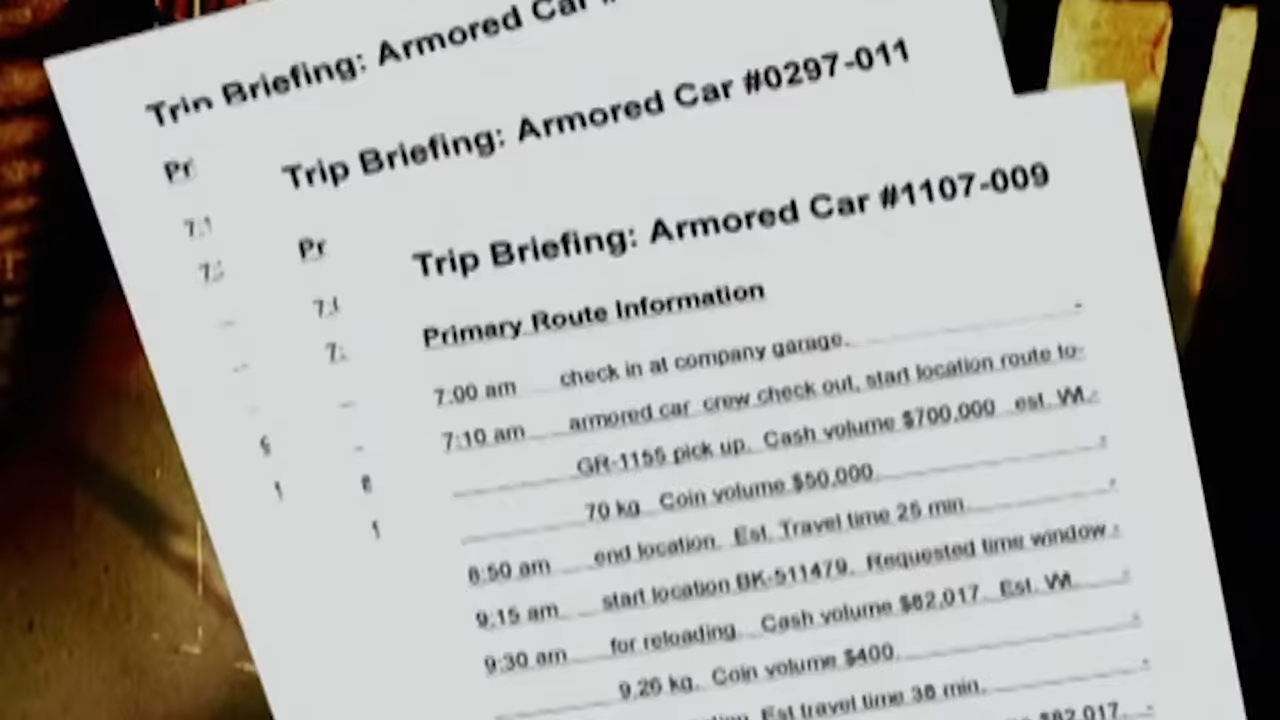 Trip Briefing: Armored Car #
Pr
Trip Briefing: Armored Car #0297-011
Pr
Trip Briefing: Armored Car #1107-009
Primary Route Information
7:00 am check in at company garage.
7:10 am armored car crew check out, start location route to
GR-1155 pick up. Cash volume $700,000 est. Wt.
70 kg. Coin volume $50,000
8:50 am end location. Est. Travel time 25 min
9:15 am start location BK-511479. Requested time window
9:30 am for reloading. Cash volume $62,017. Est. Wt.
9,26 kg. Coin volume $400.
Est travel time 38 min.